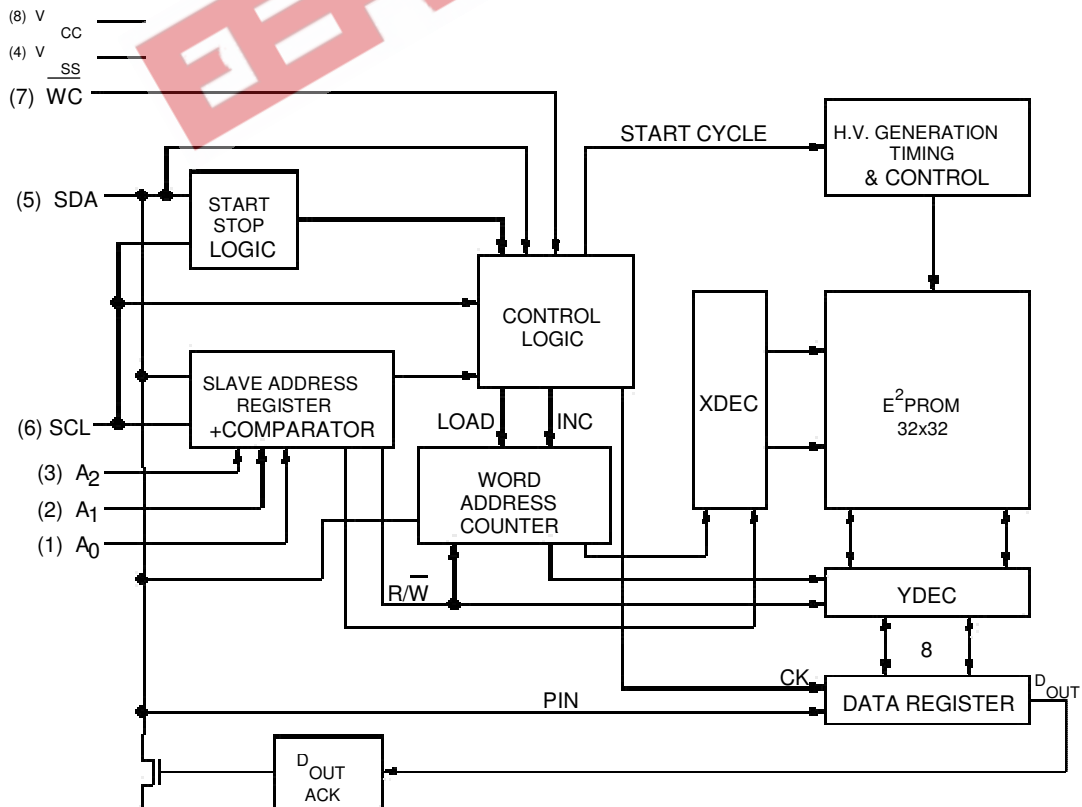 (8) V CC
(4) V SS
(7) WC
START CYCLE
H.V. GENERATION
TIMING
& CONTROL
(5) SDA
START
STOP
LOGIC
CONTROL
LOGIC
XDEC
E2PROM
32x32
SLAVE ADDRESS
REGISTER
+COMPARATOR
LOAD
INC
(6) SCL
(3) A2
(2) A1
(1) A0
WORD
ADDRESS
COUNTER
R/W
YDEC
8
CK
PIN
DATA REGISTER
D OUT
D OUT
ACK